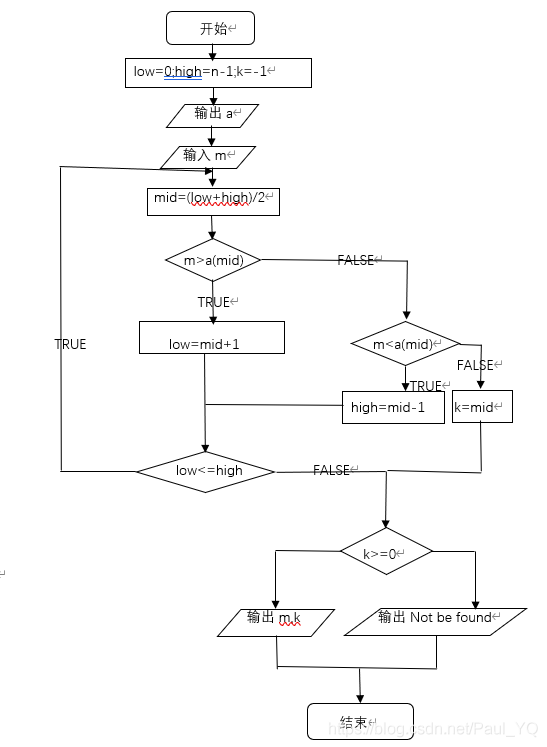 开始
low=0;high=n-1;k=-1
输出 a
输入 m
mid=(low+high)/2
m>a(mid)
FALSE
TRUE
low=mid+1
TRUE
m<a(mid)
FALSE
TRUE
high=mid-1
k=mid
low<=high
FALSE
k>=0
输出 m,k
输出 Not be found
结束
https://blog.csdn.net/Paul_YQ